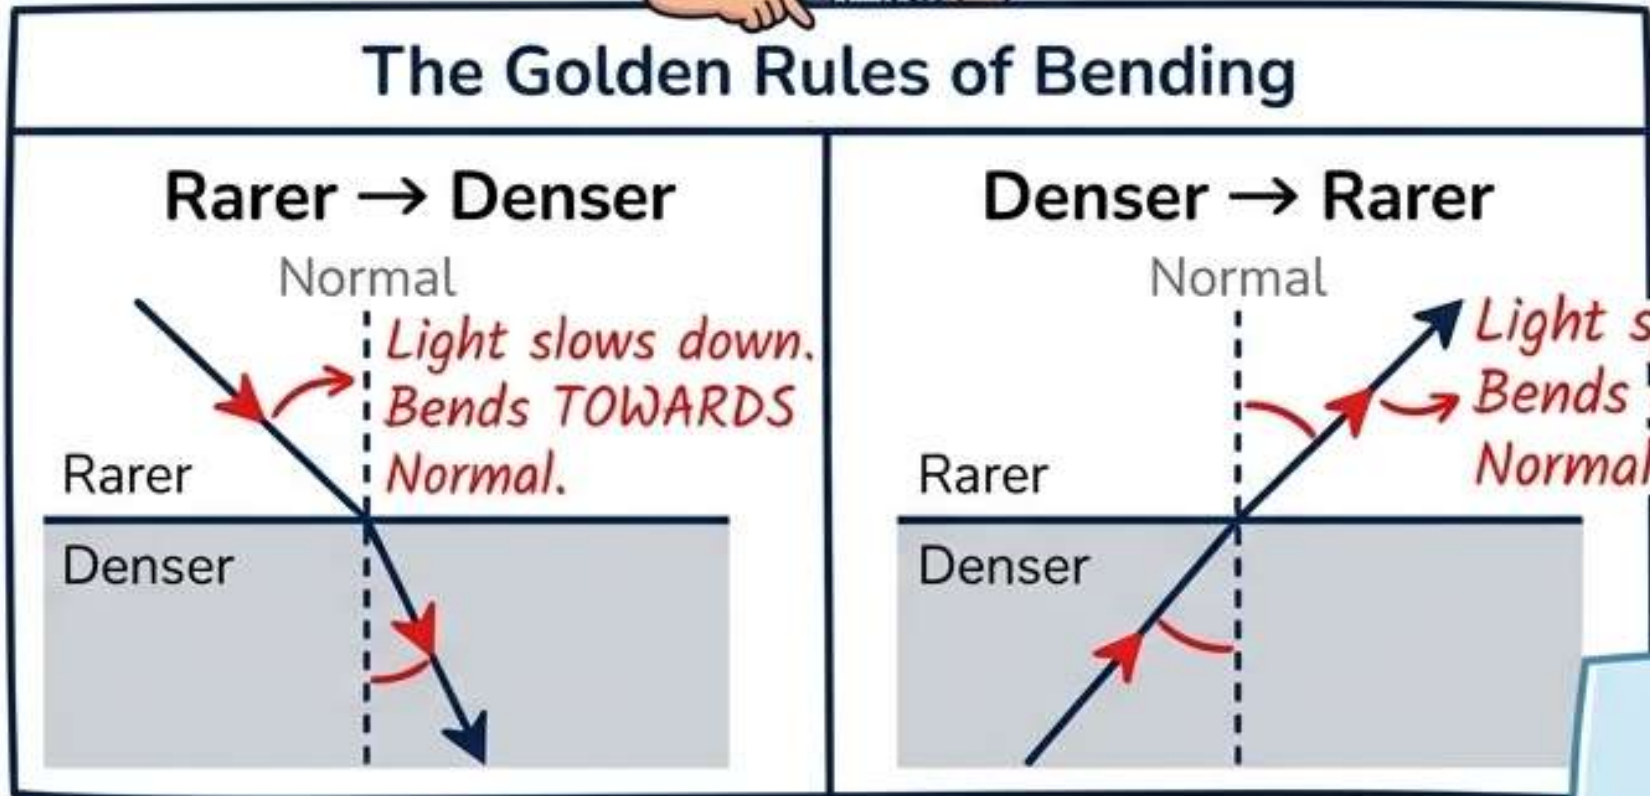 The Golden Rules of Bending
Rarer → Denser
Normal
Light slows down.
Bends TOWARDS
Normal.
Rarer
Denser
Denser → Rarer
Normal
Light s
Bends
Normal
Rarer
Denser